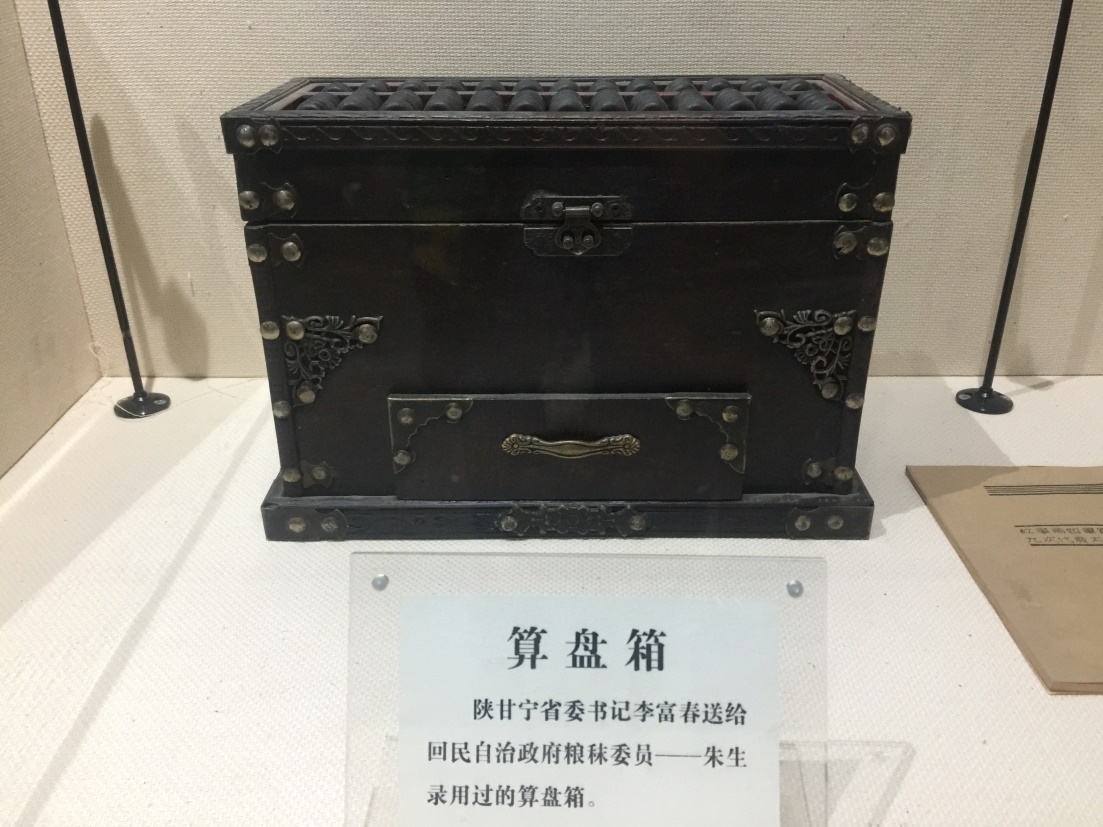 算盘箱
陕甘宁省委书记李富春送给
回民自治政府粮秣委员——朱生
录用过的算盘箱。